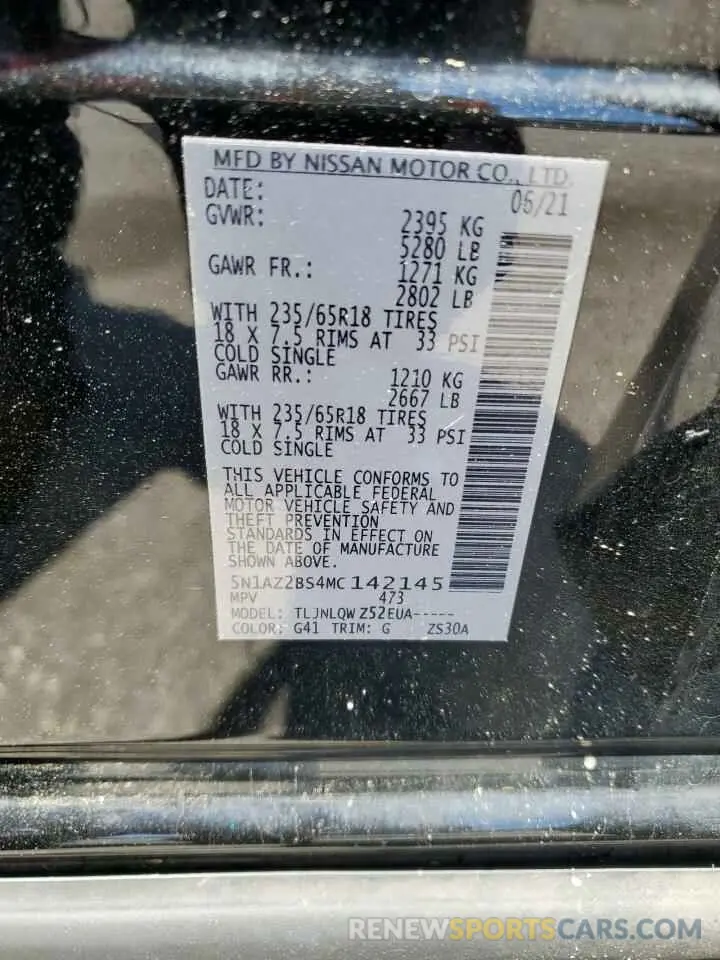 MFD BY NISSAN MOTOR CO., LTD.
DATE: 06/21
GVWR: 2395 KG
5280 LB
GAWR FR.: 1271 KG
2802 LB
WITH 235/65R18 TIRES
18 X 7.5 RIMS AT 33 PSI
COLD SINGLE
GAWR RR.: 1210 KG
2667 LB
WITH 235/65R18 TIRES
18 X 7.5 RIMS AT 33 PSI
COLD SINGLE
THIS VEHICLE CONFORMS TO
ALL APPLICABLE FEDERAL
MOTOR VEHICLE SAFETY AND
THEFT PREVENTION
STANDARDS IN EFFECT ON
THE DATE OF MANUFACTURE
SHOWN ABOVE.
5N1AZ2BS4MC142145
MPV 473
MODEL: TLJNLQW Z52EUA-----
COLOR: G41 TRIM: G ZS30A
RENEWSPORTSCARS.COM